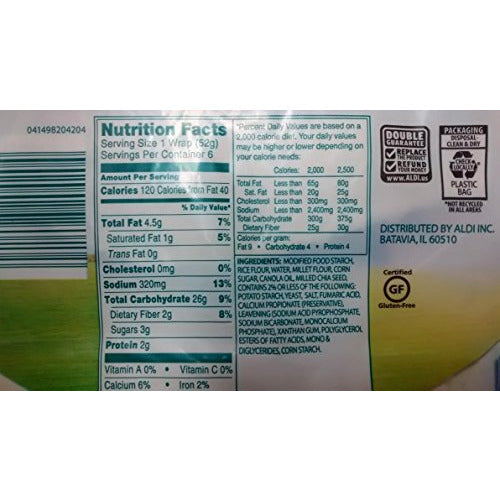 041498204204
Nutrition Facts
Serving Size 1 Wrap (52g)
Servings Per Container 6
Amount Per Serving
Calories 120 Calories from Fat 40
% Daily Value*
Total Fat 4.5g 7%
Saturated Fat 1g 5%
Trans Fat 0g
Cholesterol 0mg 0%
Sodium 320mg 13%
Total Carbohydrate 26g 9%
Dietary Fiber 2g 8%
Sugars 3g
Protein 2g
Vitamin A 0% • Vitamin C 0%
Calcium 6% • Iron 2%
*Percent Daily Values are based on a
2,000 calorie diet. Your daily values
may be higher or lower depending on
your calorie needs:
Calories: 2,000 2,500
Total Fat Less than 65g 80g
Sat. Fat Less than 20g 25g
Cholesterol Less than 300mg 300mg
Sodium Less than 2,400mg 2,400mg
Total Carbohydrate 300g 375g
Dietary Fiber 25g 30g
Calories per gram:
Fat 9 • Carbohydrate 4 • Protein 4
INGREDIENTS: MODIFIED FOOD STARCH,
RICE FLOUR, WATER, MILLET FLOUR, CORN
SUGAR, CANOLA OIL, MILLED CHIA SEED,
CONTAINS 2% OR LESS OF THE FOLLOWING:
POTATO STARCH, YEAST, SALT, FUMARIC ACID,
CALCIUM PROPIONATE (PRESERVATIVE),
LEAVENING (SODIUM ACID PYROPHOSPHATE,
SODIUM BICARBONATE, MONOCALCIUM
PHOSPHATE), XANTHAN GUM, POLYGLYCEROL
ESTERS OF FATTY ACIDS, MONO &
DIGLYCERIDES, CORN STARCH.
DOUBLE
GUARANTEE
REPLACE
THE PRODUCT
REFUND
YOUR MONEY
WWW.ALDI.us
PACKAGING
DISPOSAL
CLEAN & DRY
CHECK
LOCALLY*
PLASTIC
BAG
*NOT RECYCLED
IN ALL AREAS
DISTRIBUTED BY ALDI INC.
BATAVIA, IL 60510
Certified
GF
Gluten-Free